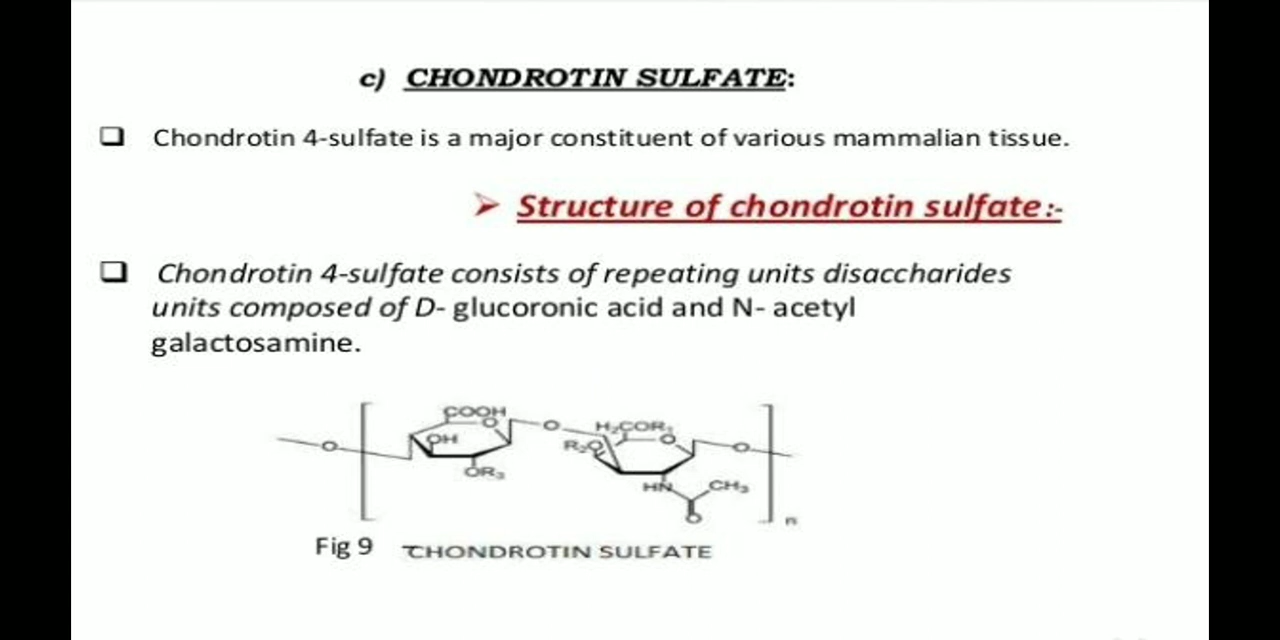 c) CHONDROTIN SULFATE:
❑ Chondrotin 4-sulfate is a major constituent of various mammalian tissue.
➢ Structure of chondrotin sulfate:-
❑ Chondrotin 4-sulfate consists of repeating units disaccharides
units composed of D- glucoronic acid and N- acetyl
galactosamine.
COOH
O
O
H₂COR₁
OH
R₂O
O
O
O
OR₃
HN
CH₃
O
n
Fig 9 CHONDROTIN SULFATE